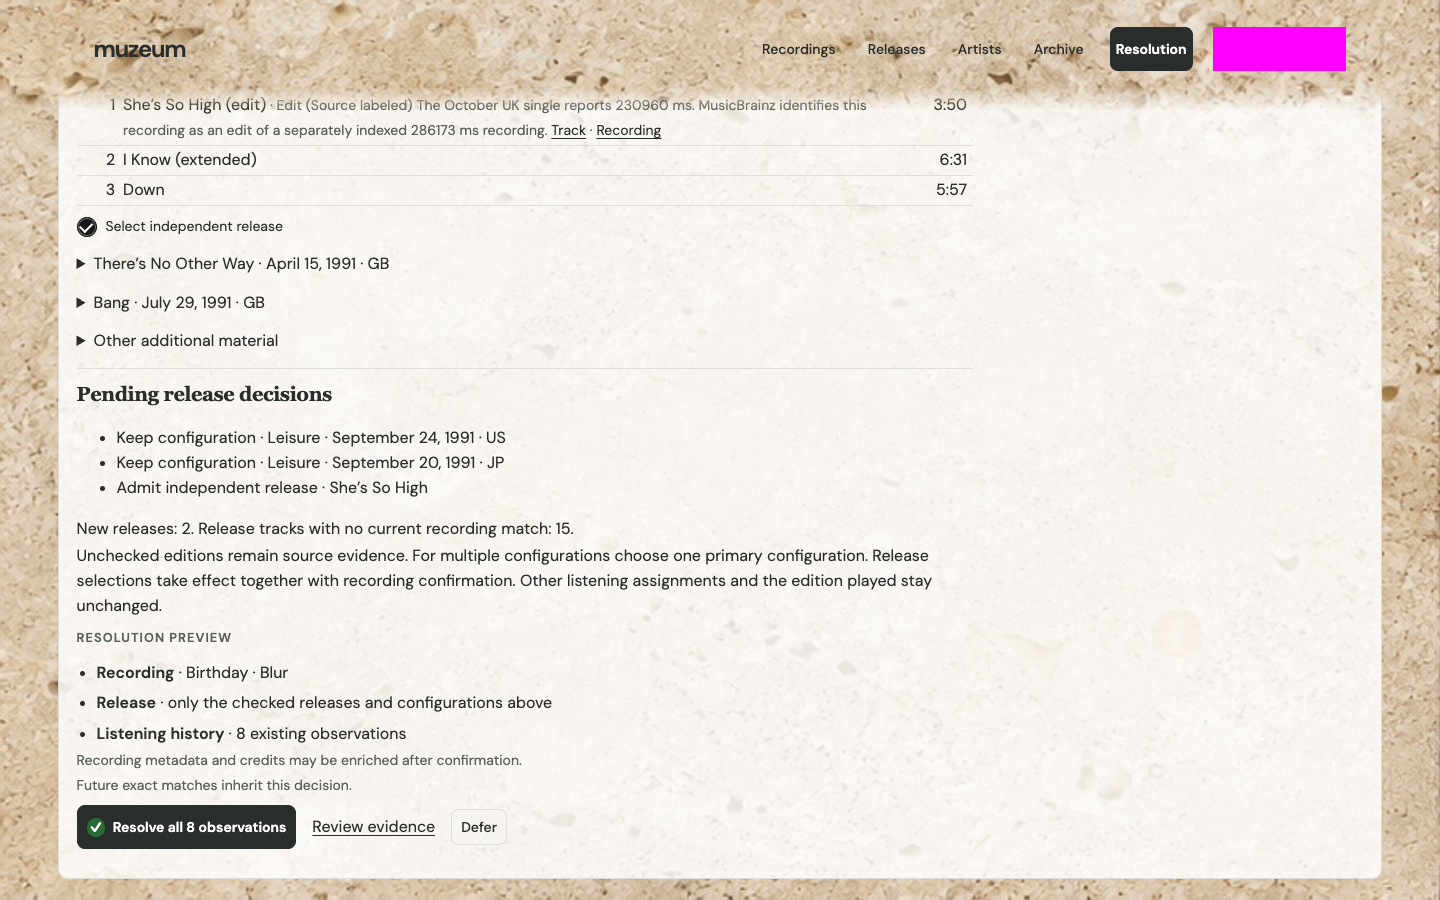 muzeum
Recordings
Releases
Artists
Archive
Resolution
1 She’s So High (edit) · Edit (Source labeled) The October UK single reports 230960 ms. MusicBrainz identifies this 3:50
recording as an edit of a separately indexed 286173 ms recording. Track · Recording
2 I Know (extended) 6:31
3 Down 5:57
Select independent release
There’s No Other Way · April 15, 1991 · GB
Bang · July 29, 1991 · GB
Other additional material
Pending release decisions
Keep configuration · Leisure · September 24, 1991 · US
Keep configuration · Leisure · September 20, 1991 · JP
Admit independent release · She’s So High
New releases: 2. Release tracks with no current recording match: 15.
Unchecked editions remain source evidence. For multiple configurations choose one primary configuration. Release
selections take effect together with recording confirmation. Other listening assignments and the edition played stay
unchanged.
RESOLUTION PREVIEW
Recording · Birthday · Blur
Release · only the checked releases and configurations above
Listening history · 8 existing observations
Recording metadata and credits may be enriched after confirmation.
Future exact matches inherit this decision.
Resolve all 8 observations
Review evidence
Defer